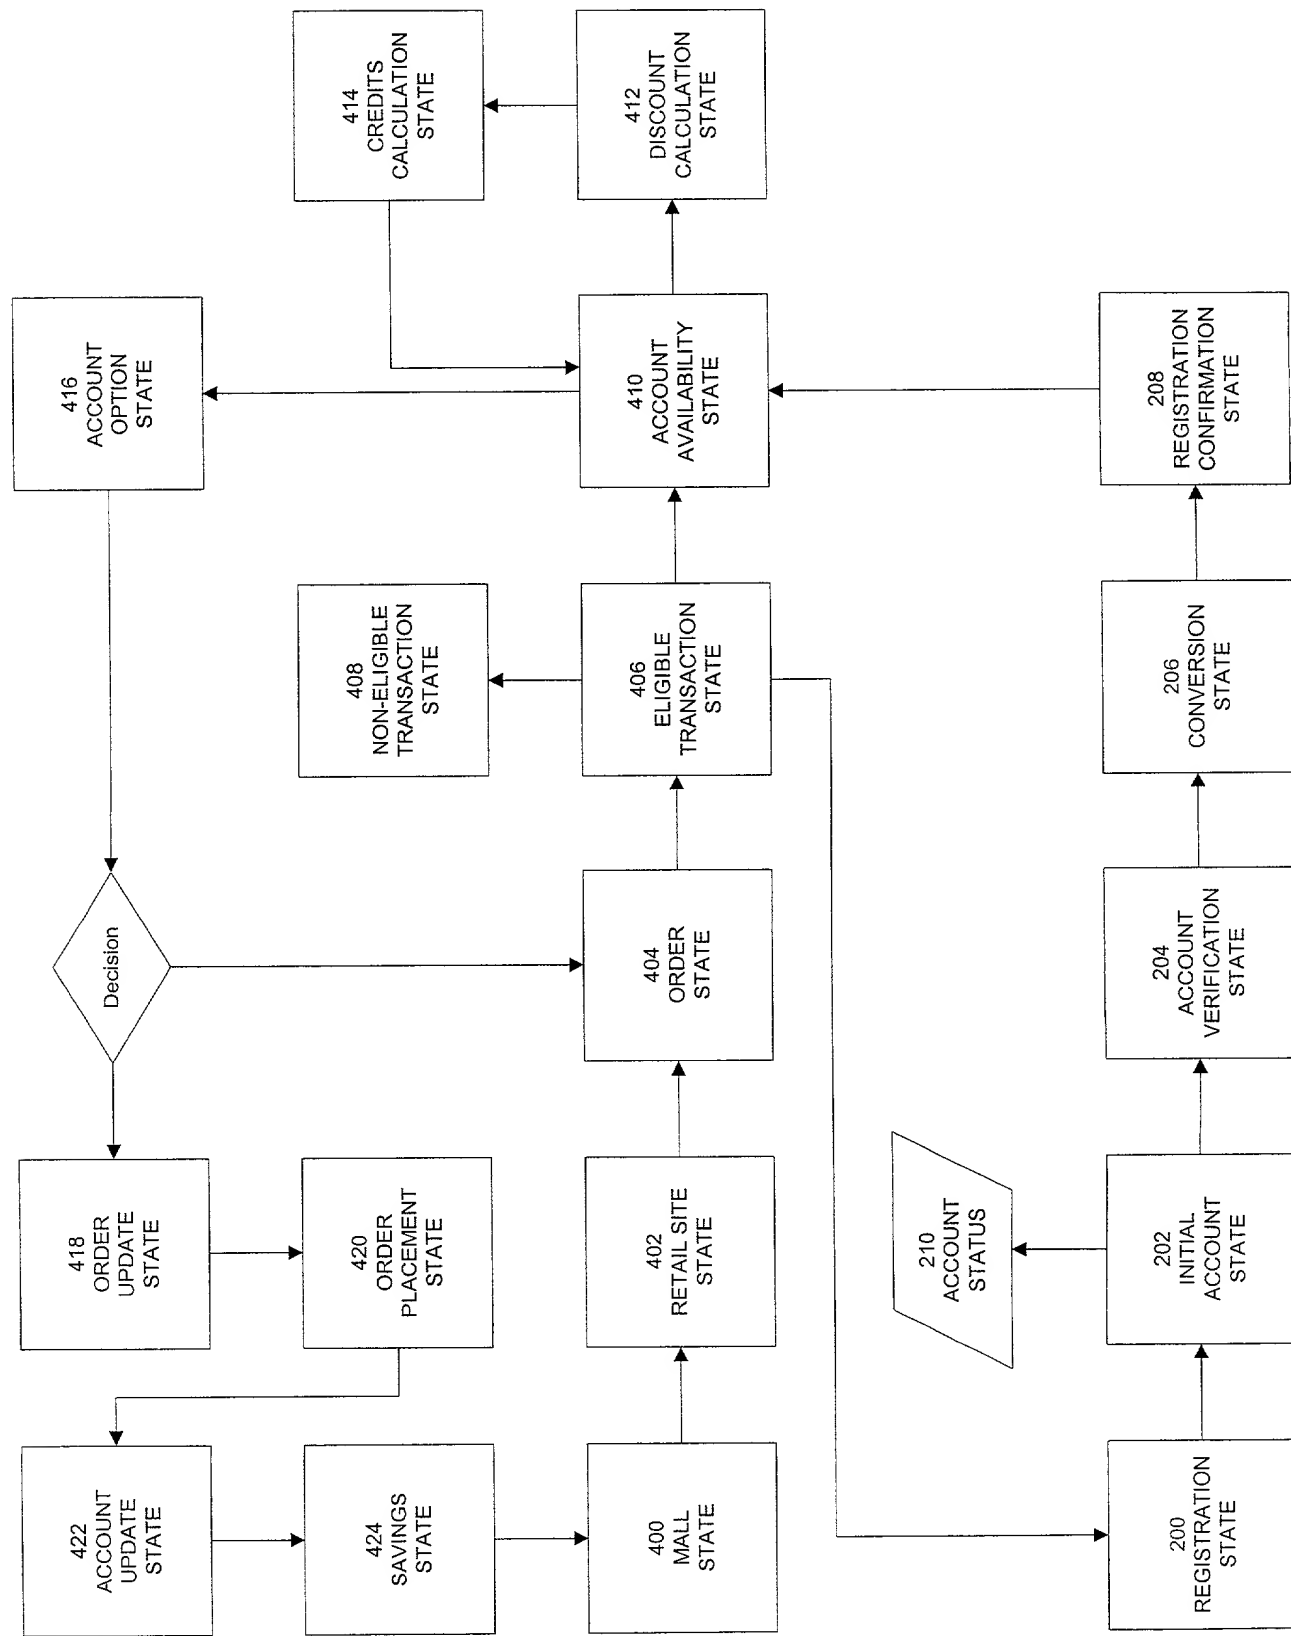 422
ACCOUNT
UPDATE
STATE
418
ORDER
UPDATE
STATE
Decision
416
ACCOUNT
OPTION
STATE
424
SAVINGS
STATE
420
ORDER
PLACEMENT
STATE
408
NON-ELIGIBLE
TRANSACTION
STATE
414
CREDITS
CALCULATION
STATE
400
MALL
STATE
402
RETAIL SITE
STATE
404
ORDER
STATE
406
ELIGIBLE
TRANSACTION
STATE
410
ACCOUNT
AVAILABILITY
STATE
412
DISCOUNT
CALCULATION
STATE
210
ACCOUNT
STATUS
200
REGISTRATION
STATE
202
INITIAL
ACCOUNT
STATE
204
ACCOUNT
VERIFICATION
STATE
206
CONVERSION
STATE
208
REGISTRATION
CONFIRMATION
STATE